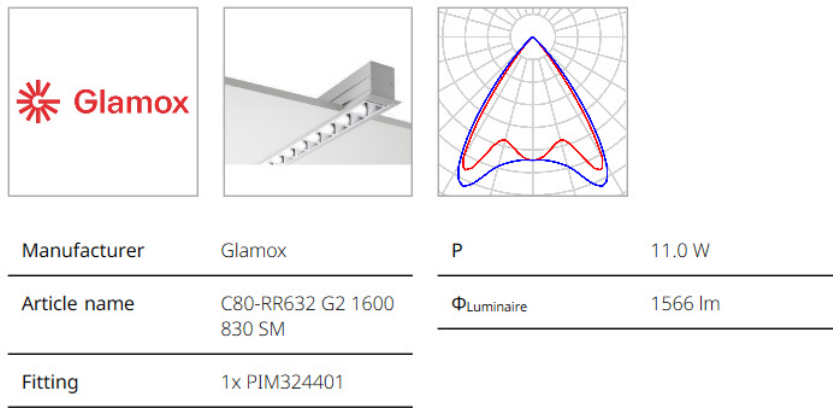 Glamox
Manufacturer Glamox
Article name C80-RR632 G2 1600
830 SM
Fitting 1x PIM324401
P 11.0 W
ΦLuminaire 1566 lm